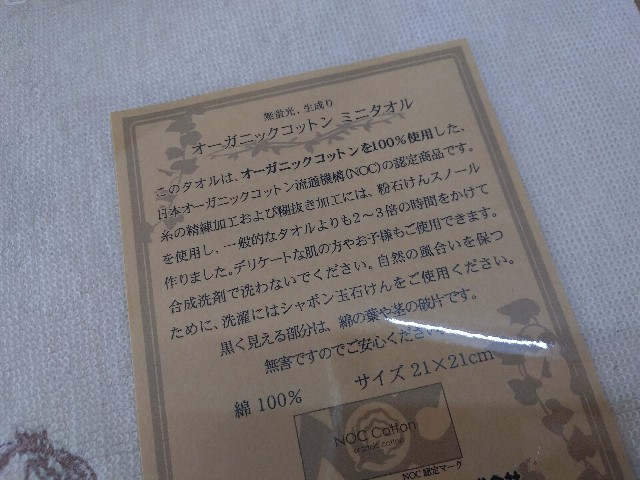 無蛍光、生成り
オーガニックコットン ミニタオル
このタオルは、オーガニックコットンを100%使用した、
日本オーガニックコットン流通機構(NOC)の認定商品です。
糸の精練加工および糊抜き加工には、粉石けんスノール
を使用し、一般的なタオルよりも2～3倍の時間をかけて
作りました。デリケートな肌の方やお子様もご使用できます。
合成洗剤で洗わないでください。自然の風合いを保つ
ために、洗濯にはシャボン玉石けんをご使用ください。
黒く見える部分は、綿の葉や茎の破片です。
無害ですのでご安心くださ
綿 100% サイズ 21×21cm
NOC Cotton
organic cotton
NOC 認定マーク